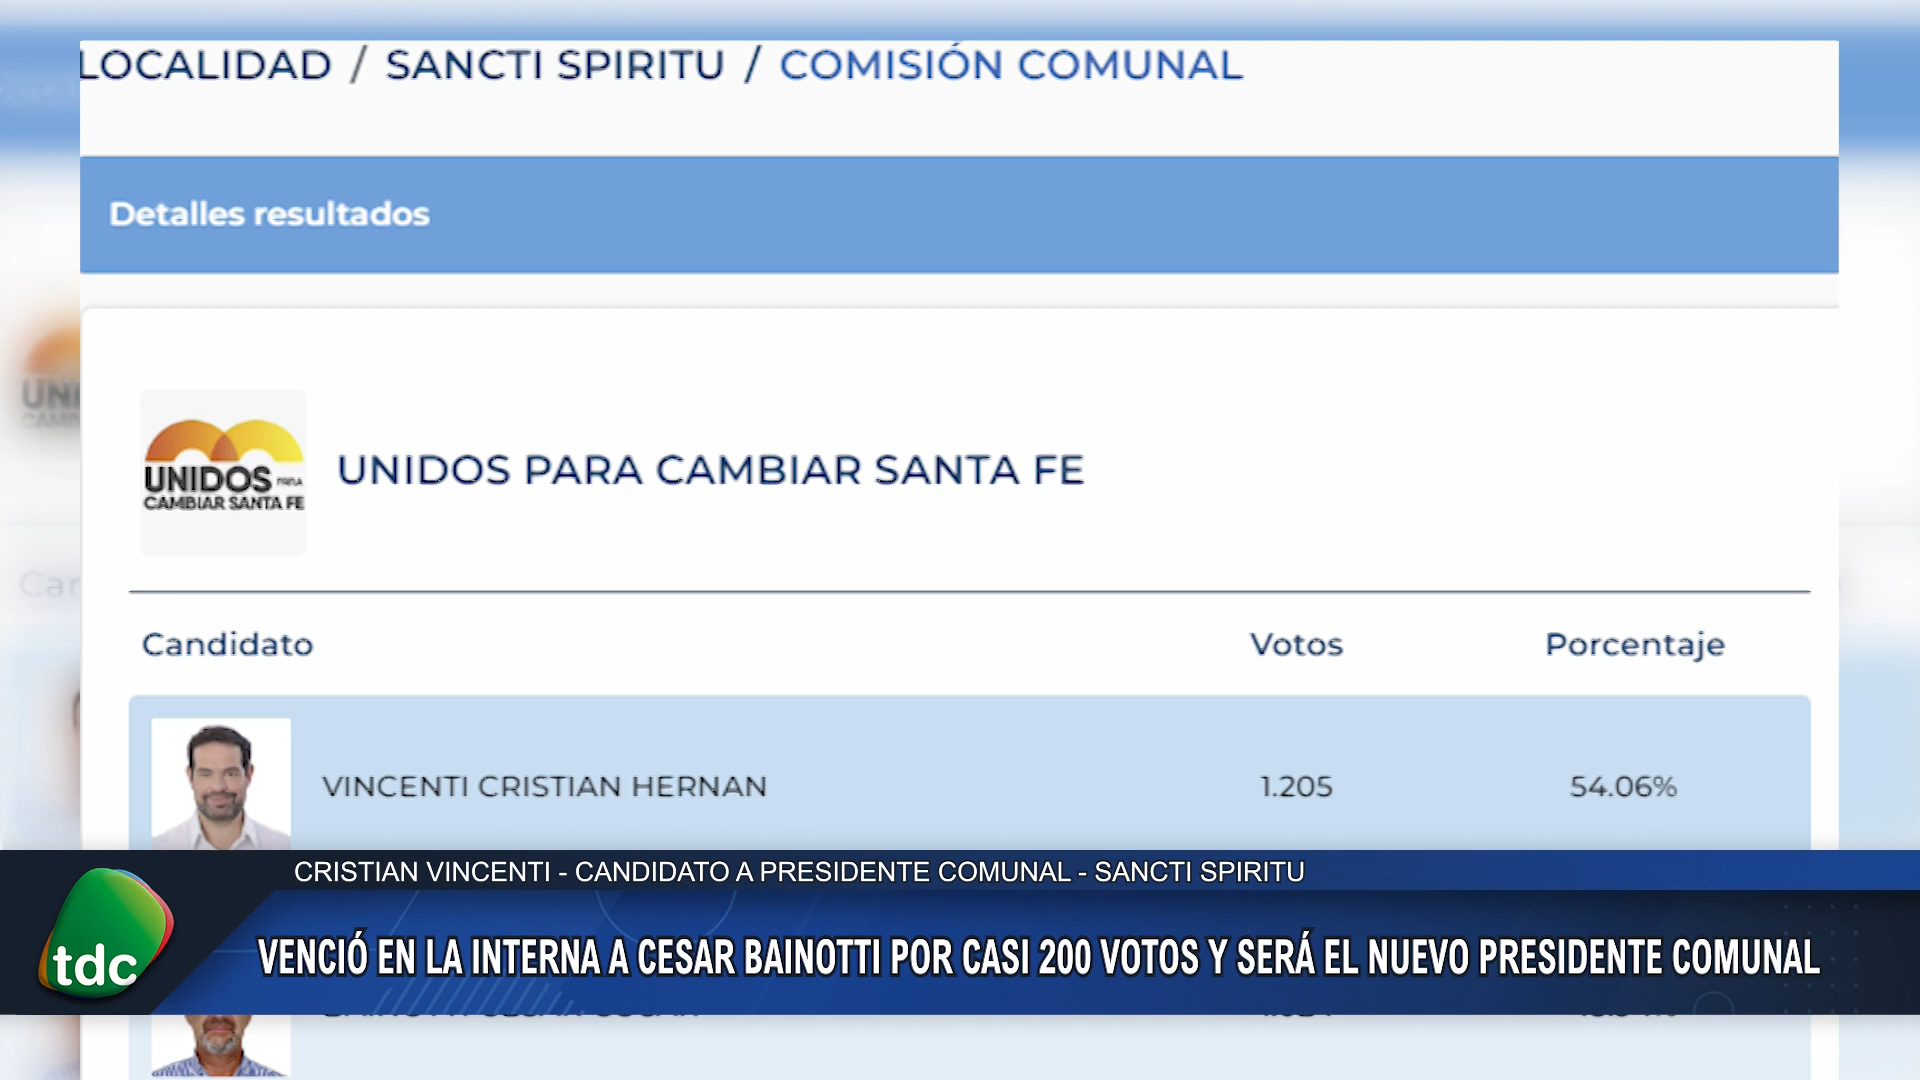 LOCALIDAD / SANCTI SPIRITU / COMISIÓN COMUNAL
Detalles resultados
UNIDOS PARA
CAMBIAR SANTA FE
UNIDOS PARA CAMBIAR SANTA FE
Candidato Votos Porcentaje
VINCENTI CRISTIAN HERNAN 1.205 54.06%
CRISTIAN VINCENTI - CANDIDATO A PRESIDENTE COMUNAL - SANCTI SPIRITU
tdc
VENCIÓ EN LA INTERNA A CESAR BAINOTTI POR CASI 200 VOTOS Y SERÁ EL NUEVO PRESIDENTE COMUNAL